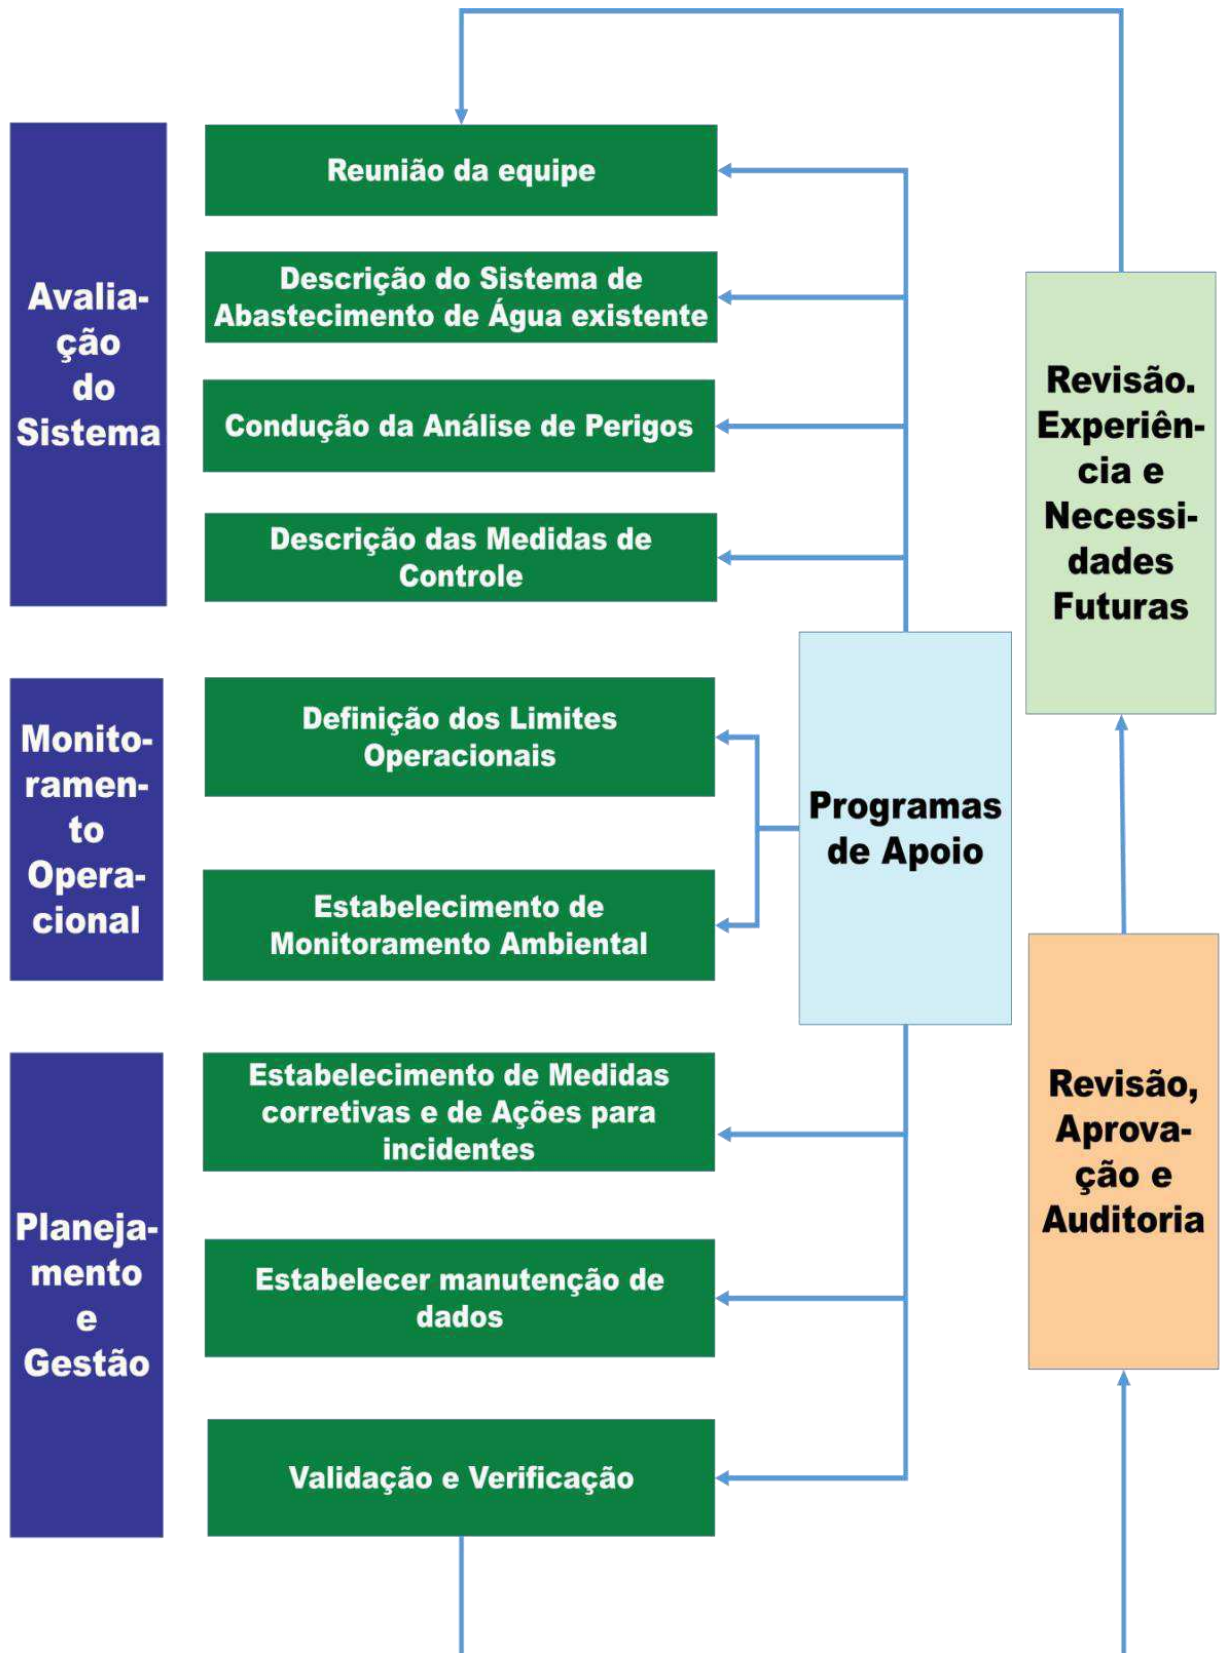 Avalia-
ção
do
Sistema
Reunião da equipe
Descrição do Sistema de
Abastecimento de Água existente
Condução da Análise de Perigos
Descrição das Medidas de
Controle
Monito-
ramen-
to
Opera-
cional
Definição dos Limites
Operacionais
Estabelecimento de
Monitoramento Ambiental
Planeja-
mento
e
Gestão
Estabelecimento de Medidas
corretivas e de Ações para
incidentes
Estabelecer manutenção de
dados
Validação e Verificação
Programas
de Apoio
Revisão.
Experiên-
cia e
Necessi-
dades
Futuras
Revisão,
Aprova-
ção e
Auditoria